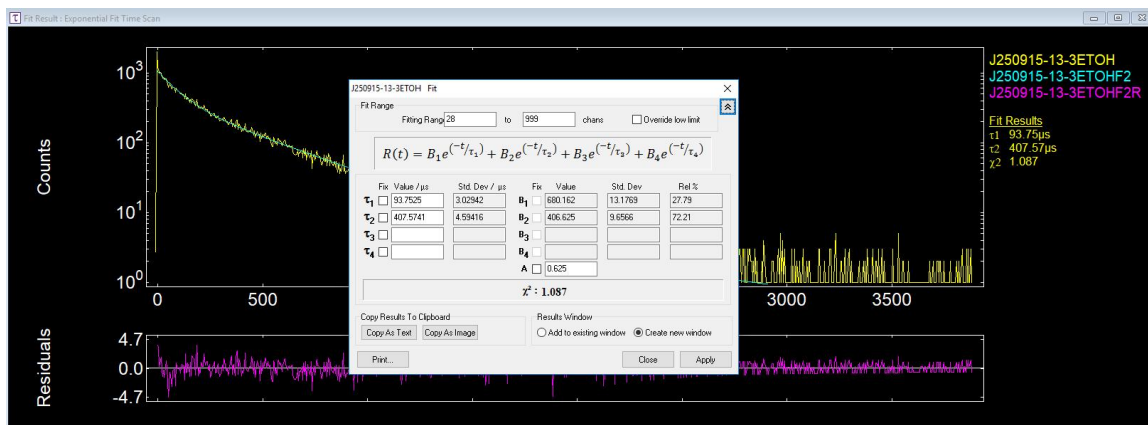 τ Fit Result : Exponential Fit Time Scan
10³
10²
10¹
10⁰
Counts
0 500 3000 3500
J250915-13-3ETOH
J250915-13-3ETOHF2
J250915-13-3ETOHF2R
Fit Results
τ1 93.75µs
τ2 407.57µs
χ2 1.087
J250915-13-3ETOH Fit
Fit Range
Fitting Rang 28 to 999 chans Override low limit
R(t) = B₁e^(-t/τ₁) + B₂e^(-t/τ₂) + B₃e^(-t/τ₃) + B₄e^(-t/τ₄)
Fix Value / µs Std. Dev / µs Fix Value Std. Dev Rel %
τ₁ 93.7525 3.02942 B₁ 680.162 13.1769 27.79
τ₂ 407.5741 4.59416 B₂ 406.625 9.6566 72.21
τ₃ B₃
τ₄ B₄
A 0.625
χ² : 1.087
Copy Results To Clipboard
Copy As Text Copy As Image
Results Window
Add to existing window Create new window
Print... Close Apply
4.7
0.0
-4.7
Residuals